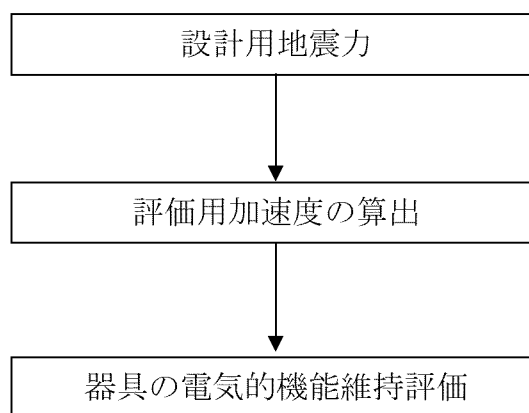 設計用地震力
評価用加速度の算出
器具の電気的機能維持評価